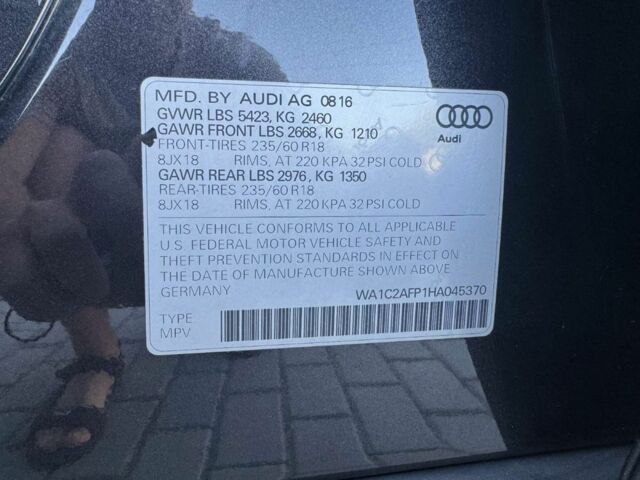 MFD. BY AUDI AG 0816
GVWR LBS 5423, KG 2460
GAWR FRONT LBS 2668, KG 1210
FRONT-TIRES 235/60 R18
8JX18 RIMS, AT 220 KPA 32 PSI COLD
GAWR REAR LBS 2976, KG 1350
REAR-TIRES 235/60 R18
8JX18 RIMS, AT 220 KPA 32 PSI COLD
Audi
THIS VEHICLE CONFORMS TO ALL APPLICABLE
U.S. FEDERAL MOTOR VEHICLE SAFETY AND
THEFT PREVENTION STANDARDS IN EFFECT ON
THE DATE OF MANUFACTURE SHOWN ABOVE.
GERMANY WA1C2AFP1HA045370
TYPE
MPV